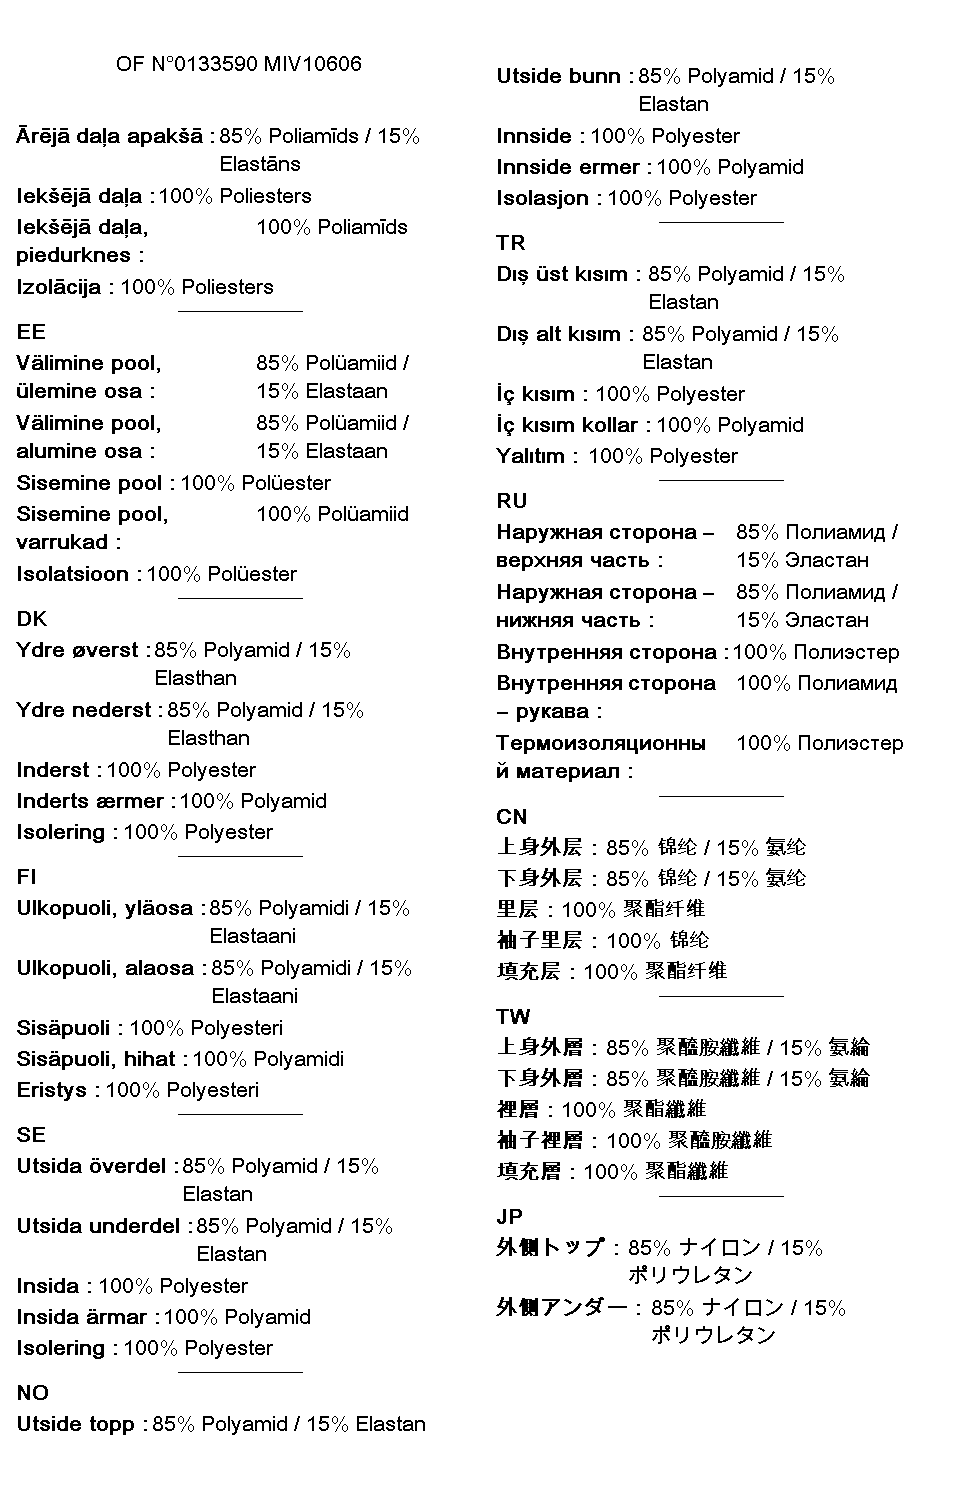 OF N°0133590 MIV10606
Ārējā daļa apakšā : 85% Poliamīds / 15%
Elastāns
Iekšējā daļa : 100% Poliesters
Iekšējā daļa, 100% Poliamīds
piedurknes :
Izolācija : 100% Poliesters
EE
Välimine pool, 85% Polüamiid /
ülemine osa : 15% Elastaan
Välimine pool, 85% Polüamiid /
alumine osa : 15% Elastaan
Sisemine pool : 100% Polüester
Sisemine pool, 100% Polüamiid
varrukad :
Isolatsioon : 100% Polüester
DK
Ydre øverst : 85% Polyamid / 15%
Elasthan
Ydre nederst : 85% Polyamid / 15%
Elasthan
Inderst : 100% Polyester
Inderts ærmer : 100% Polyamid
Isolering : 100% Polyester
FI
Ulkopuoli, yläosa : 85% Polyamidi / 15%
Elastaani
Ulkopuoli, alaosa : 85% Polyamidi / 15%
Elastaani
Sisäpuoli : 100% Polyesteri
Sisäpuoli, hihat : 100% Polyamidi
Eristys : 100% Polyesteri
SE
Utsida överdel : 85% Polyamid / 15%
Elastan
Utsida underdel : 85% Polyamid / 15%
Elastan
Insida : 100% Polyester
Insida ärmar : 100% Polyamid
Isolering : 100% Polyester
NO
Utside topp : 85% Polyamid / 15% Elastan
Utside bunn : 85% Polyamid / 15%
Elastan
Innside : 100% Polyester
Innside ermer : 100% Polyamid
Isolasjon : 100% Polyester
TR
Dış üst kısım : 85% Polyamid / 15%
Elastan
Dış alt kısım : 85% Polyamid / 15%
Elastan
İç kısım : 100% Polyester
İç kısım kollar : 100% Polyamid
Yalıtım : 100% Polyester
RU
Наружная сторона – 85% Полиамид /
верхняя часть : 15% Эластан
Наружная сторона – 85% Полиамид /
нижняя часть : 15% Эластан
Внутренняя сторона : 100% Полиэстер
Внутренняя сторона 100% Полиамид
– рукава :
Термоизоляционны 100% Полиэстер
й материал :
CN
上身外层 : 85% 锦纶 / 15% 氨纶
下身外层 : 85% 锦纶 / 15% 氨纶
里层 : 100% 聚酯纤维
袖子里层 : 100% 锦纶
填充层 : 100% 聚酯纤维
TW
上身外層 : 85% 聚醯胺纖維 / 15% 氨綸
下身外層 : 85% 聚醯胺纖維 / 15% 氨綸
裡層 : 100% 聚酯纖維
袖子裡層 : 100% 聚醯胺纖維
填充層 : 100% 聚酯纖維
JP
外側トップ : 85% ナイロン / 15%
ポリウレタン
外側アンダー : 85% ナイロン / 15%
ポリウレタン